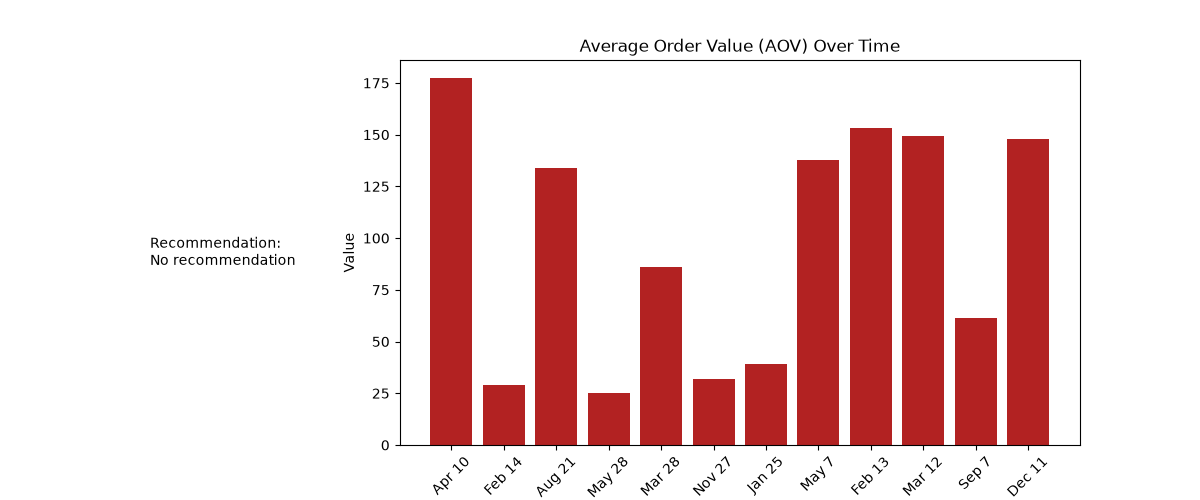 Average Order Value (AOV) Over Time
Recommendation:
No recommendation
Value
175
150
125
100
75
50
25
0
Apr 10
Feb 14
Aug 21
May 28
Mar 28
Nov 27
Jan 25
May 7
Feb 13
Mar 12
Sep 7
Dec 11